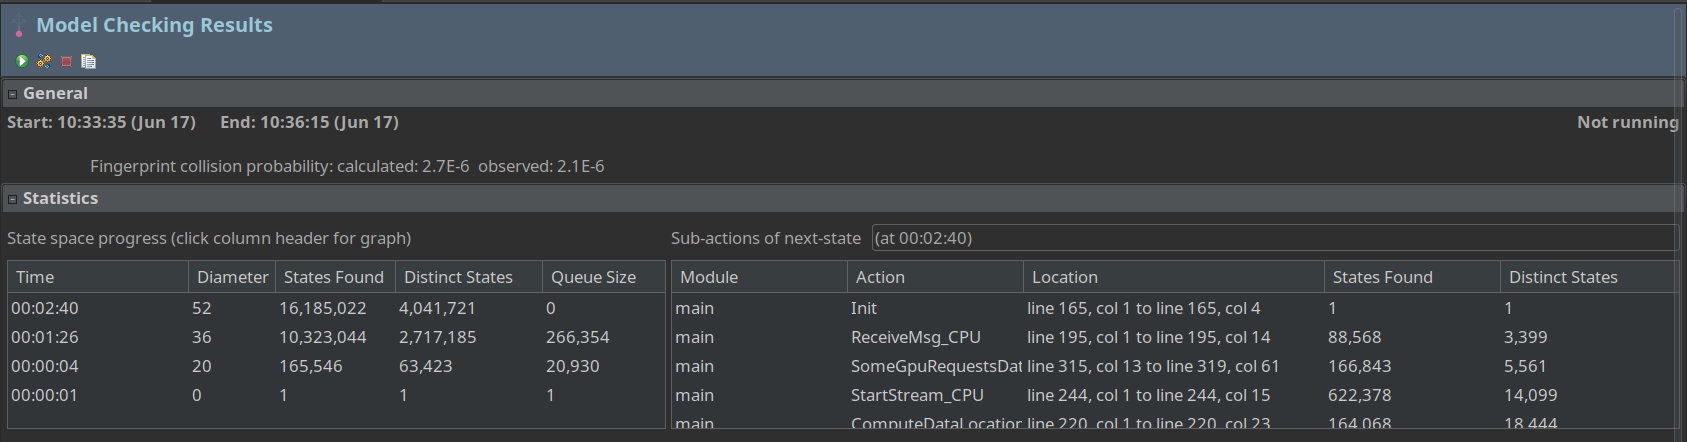 Model Checking Results
General
Start: 10:33:35 (Jun 17) End: 10:36:15 (Jun 17) Not running
Fingerprint collision probability: calculated: 2.7E-6 observed: 2.1E-6
Statistics
State space progress (click column header for graph)
Time Diameter States Found Distinct States Queue Size
00:02:40 52 16,185,022 4,041,721 0
00:01:26 36 10,323,044 2,717,185 266,354
00:00:04 20 165,546 63,423 20,930
00:00:01 0 1 1 1
Sub-actions of next-state (at 00:02:40)
Module Action Location States Found Distinct States
main Init line 165, col 1 to line 165, col 4 1 1
main ReceiveMsg_CPU line 195, col 1 to line 195, col 14 88,568 3,399
main SomeGpuRequestsDat line 315, col 13 to line 319, col 61 166,843 5,561
main StartStream_CPU line 244, col 1 to line 244, col 15 622,378 14,099
main ComputeDataLocation line 220, col 1 to line 220, col 23 164,068 18,444